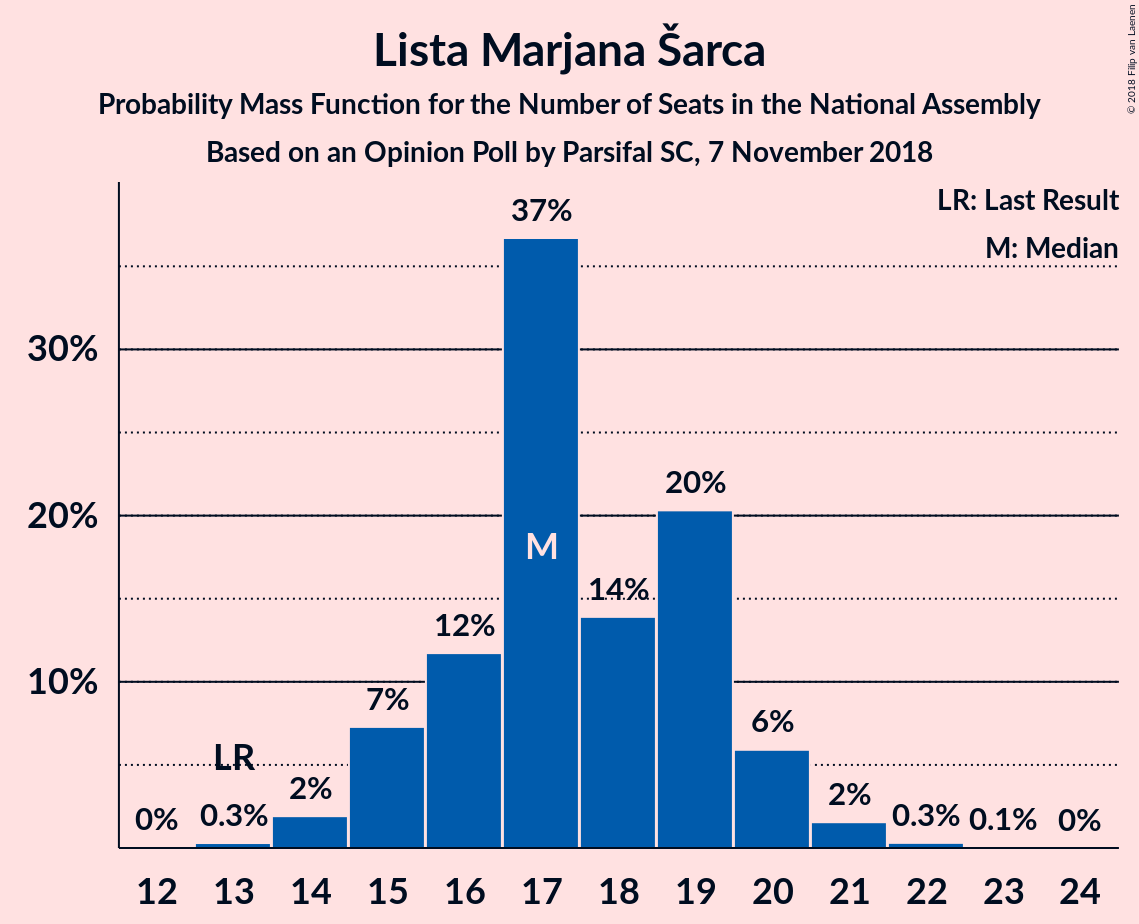 Lista Marjana Šarca
Probability Mass Function for the Number of Seats in the National Assembly
Based on an Opinion Poll by Parsifal SC, 7 November 2018
© 2018 Filip van Laenen
LR: Last Result
M: Median
37%
30%
20%
20%
M
14%
12%
10%
7%
6%
LR
2%
2%
0%
0.3%
0.3%
0.1%
0%
12 13 14 15 16 17 18 19 20 21 22 23 24